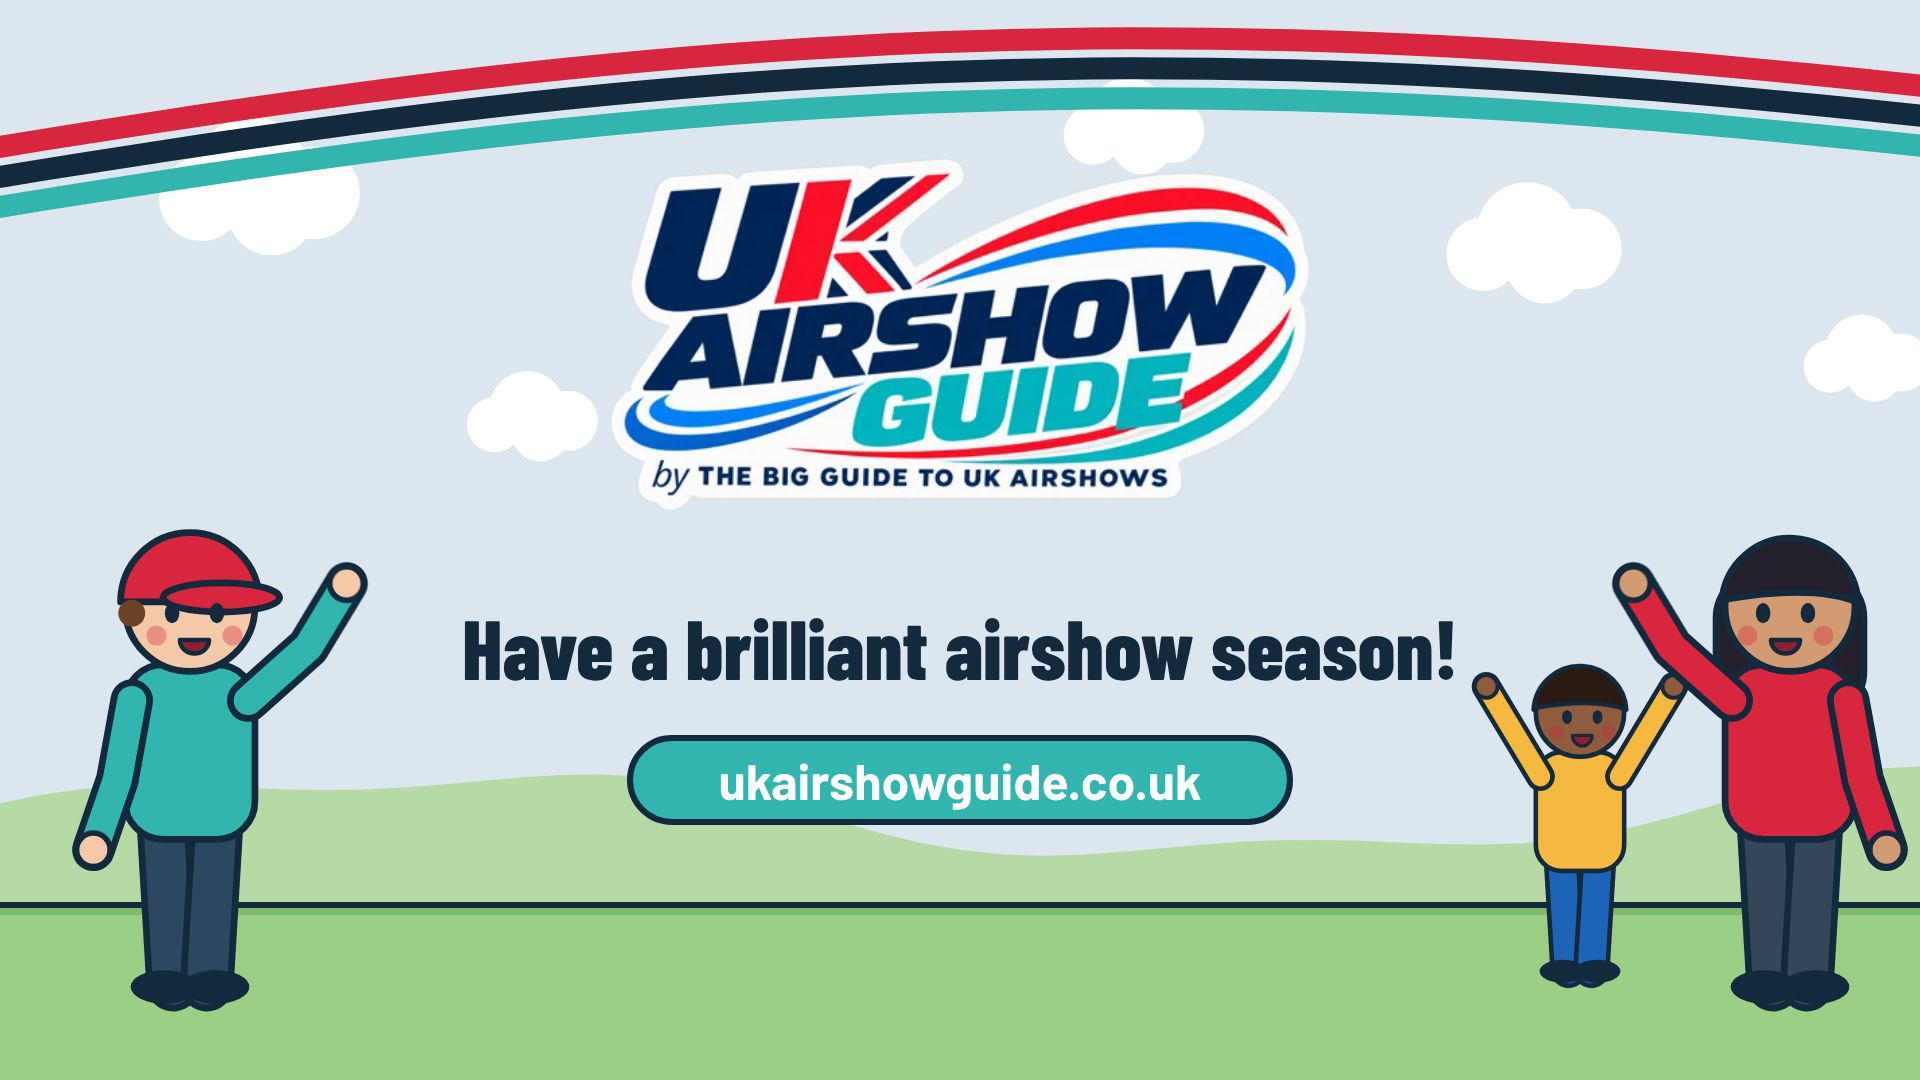 UK
AIRSHOW
GUIDE
by THE BIG GUIDE TO UK AIRSHOWS
Have a brilliant airshow season!
ukairshowguide.co.uk